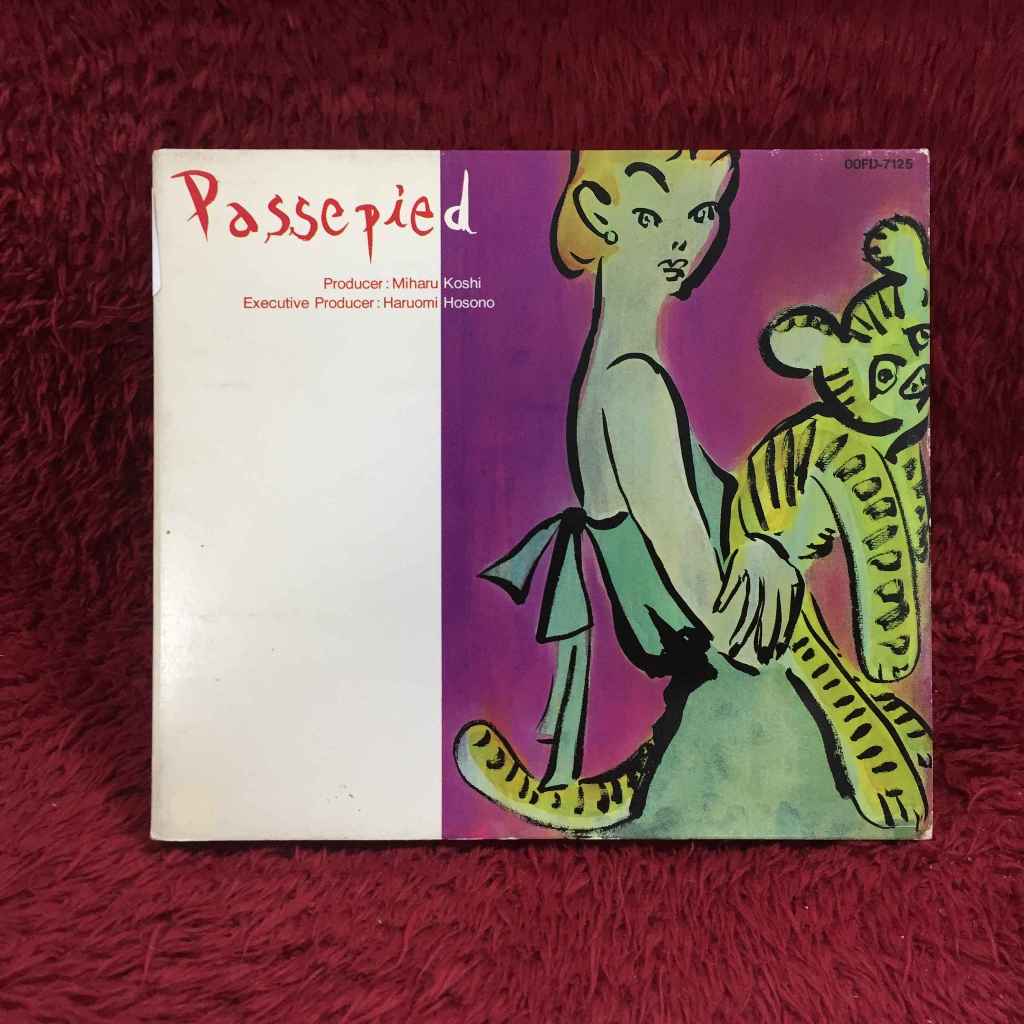 00FD-7125
Passepied
Producer : Miharu Koshi
Executive Producer : Haruomi Hosono